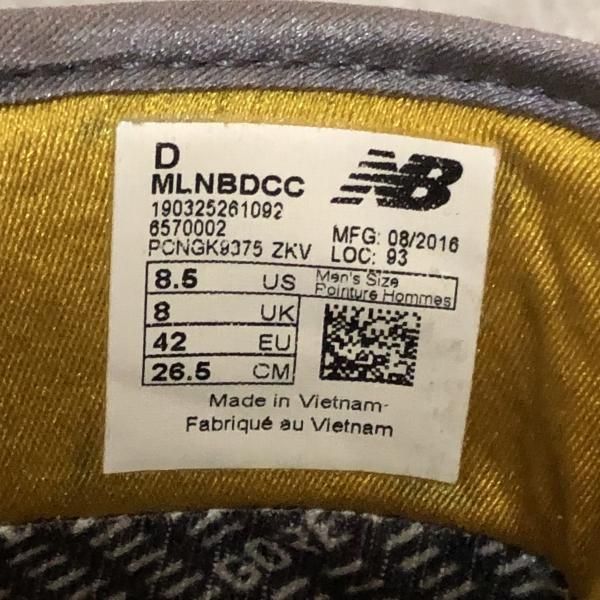 D
MLNBDCC
NB
190325261092
6570002
MFG: 08/2016
PCNGK9375 ZKV
LOC: 93
8.5 US
Men's Size
Pointure Hommes
8 UK
42 EU
26.5 CM
Made in Vietnam
Fabriqué au Vietnam